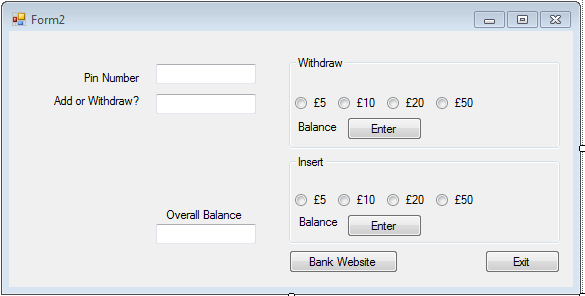 Form2
Pin Number
Add or Withdraw?
Overall Balance
Withdraw
£5 £10 £20 £50
Balance Enter
Insert
£5 £10 £20 £50
Balance Enter
Bank Website Exit